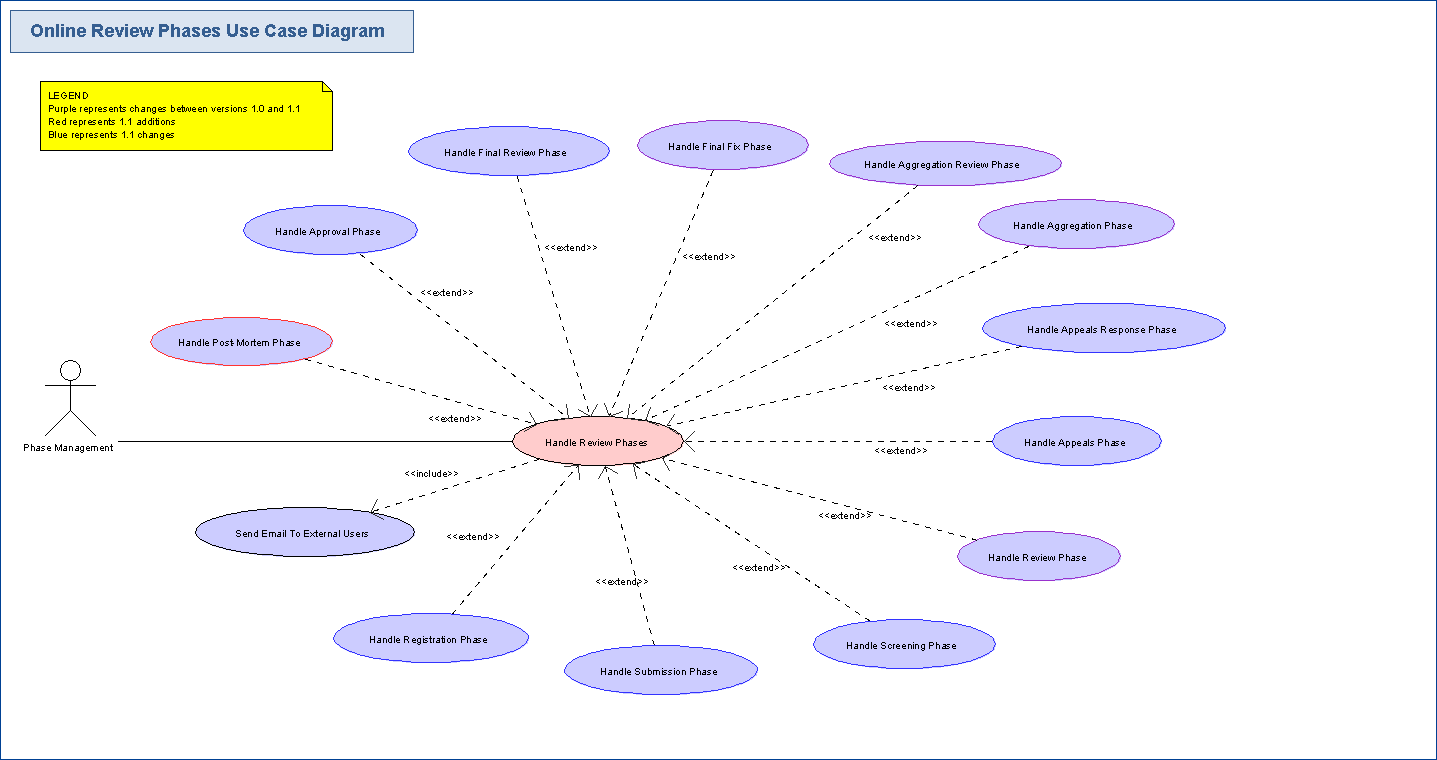 Online Review Phases Use Case Diagram
LEGEND
Purple represents changes between versions 1.0 and 1.1
Red represents 1.1 additions
Blue represents 1.1 changes
Handle Final Review Phase
Handle Final Fix Phase
Handle Aggregation Review Phase
Handle Approval Phase
Handle Aggregation Phase
<<extend>>
<<extend>>
<<extend>>
<<extend>>
<<extend>>
Handle Appeals Response Phase
Handle Post-Mortem Phase
<<extend>>
<<extend>>
Handle Review Phases
Handle Appeals Phase
Phase Management
<<extend>>
<<include>>
<<extend>>
Send Email To External Users
<<extend>>
Handle Review Phase
<<extend>>
<<extend>>
Handle Registration Phase
Handle Screening Phase
Handle Submission Phase